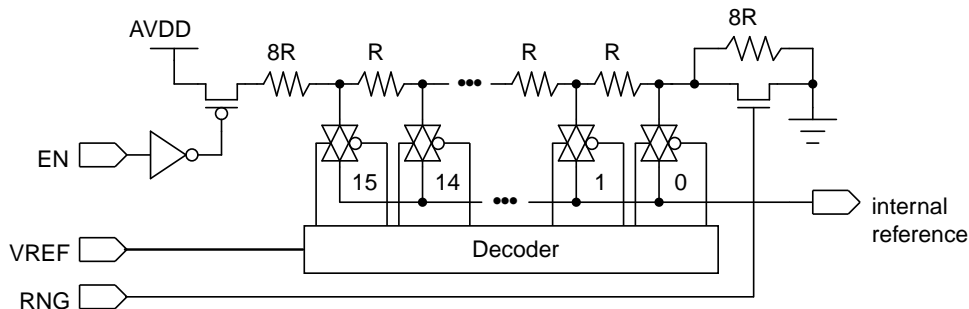 AVDD
8R
R
R
R
8R
EN
15
14
1
0
internal
reference
VREF
Decoder
RNG